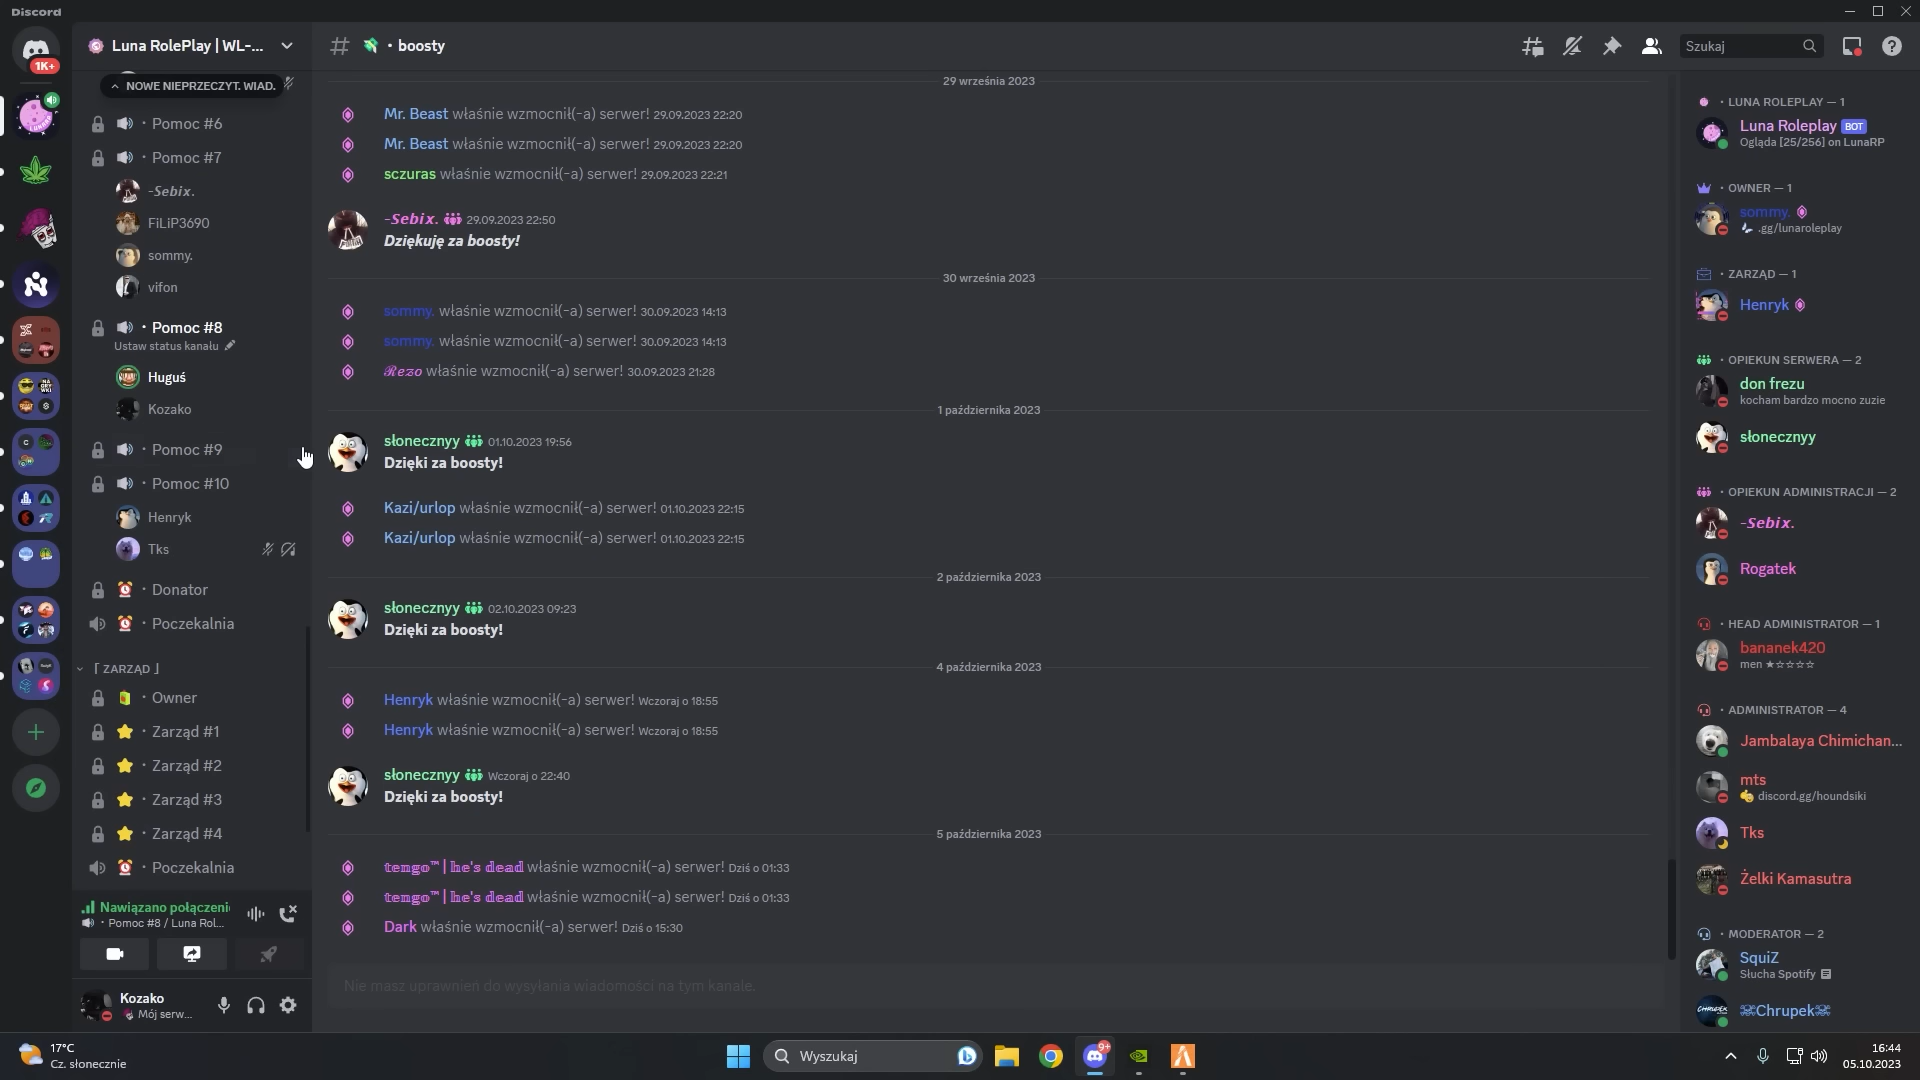 Discord
1K+
Luna RolePlay | WL-...
NOWE NIEPRZECZYT. WIAD.
· Pomoc #6
· Pomoc #7
-𝙎𝙚𝙗𝙞𝙭.
FiLiP3690
sommy.
vifon
· Pomoc #8
Ustaw status kanału
Huguś
Kozako
· Pomoc #9
· Pomoc #10
Henryk
Tks
· Donator
· Poczekalnia
「 ZARZĄD 」
· Owner
· Zarząd #1
· Zarząd #2
· Zarząd #3
· Zarząd #4
· Poczekalnia
Nawiązano połączeni
· Pomoc #8 / Luna Rol...
Kozako
Mój serw...
· boosty
Szukaj
29 września 2023
Mr. Beast właśnie wzmocnił(-a) serwer! 29.09.2023 22:20
Mr. Beast właśnie wzmocnił(-a) serwer! 29.09.2023 22:20
sczuras właśnie wzmocnił(-a) serwer! 29.09.2023 22:21
-𝙎𝙚𝙗𝙞𝙭. 29.09.2023 22:50
Dziękuję za boosty!
30 września 2023
sommy. właśnie wzmocnił(-a) serwer! 30.09.2023 14:13
sommy. właśnie wzmocnił(-a) serwer! 30.09.2023 14:13
𝓡𝓮𝔃𝓸 właśnie wzmocnił(-a) serwer! 30.09.2023 21:28
1 października 2023
słonecznyy 01.10.2023 19:56
Dzięki za boosty!
Kazi/urlop właśnie wzmocnił(-a) serwer! 01.10.2023 22:15
Kazi/urlop właśnie wzmocnił(-a) serwer! 01.10.2023 22:15
2 października 2023
słonecznyy 02.10.2023 09:23
Dzięki za boosty!
4 października 2023
Henryk właśnie wzmocnił(-a) serwer! Wczoraj o 18:55
Henryk właśnie wzmocnił(-a) serwer! Wczoraj o 18:55
słonecznyy Wczoraj o 22:40
Dzięki za boosty!
5 października 2023
𝕥𝕖𝕟𝕘𝕠™ | 𝕙𝕖'𝕤 𝕕𝕖𝕒𝕕 właśnie wzmocnił(-a) serwer! Dziś o 01:33
𝕥𝕖𝕟𝕘𝕠™ | 𝕙𝕖'𝕤 𝕕𝕖𝕒𝕕 właśnie wzmocnił(-a) serwer! Dziś o 01:33
Dark właśnie wzmocnił(-a) serwer! Dziś o 15:30
Nie masz uprawnień do wysyłania wiadomości na tym kanale.
· LUNA ROLEPLAY — 1
Luna Roleplay BOT
Ogląda [25/256] on LunaRP
· OWNER — 1
sommy.
.gg/lunaroleplay
· ZARZĄD — 1
Henryk
· OPIEKUN SERWERA — 2
don frezu
kocham bardzo mocno zuzie
słonecznyy
· OPIEKUN ADMINISTRACJI — 2
-𝙎𝙚𝙗𝙞𝙭.
Rogatek
· HEAD ADMINISTRATOR — 1
bananek420
men ★☆☆☆☆
· ADMINISTRATOR — 4
Jambalaya Chimichan...
mts
discord.gg/houndsiki
Tks
Żelki Kamasutra
· MODERATOR — 2
SquiZ
Słucha Spotify
☠Chrupek☠
17°C
Cz. słonecznie
Wyszukaj
9+
16:44
05.10.2023